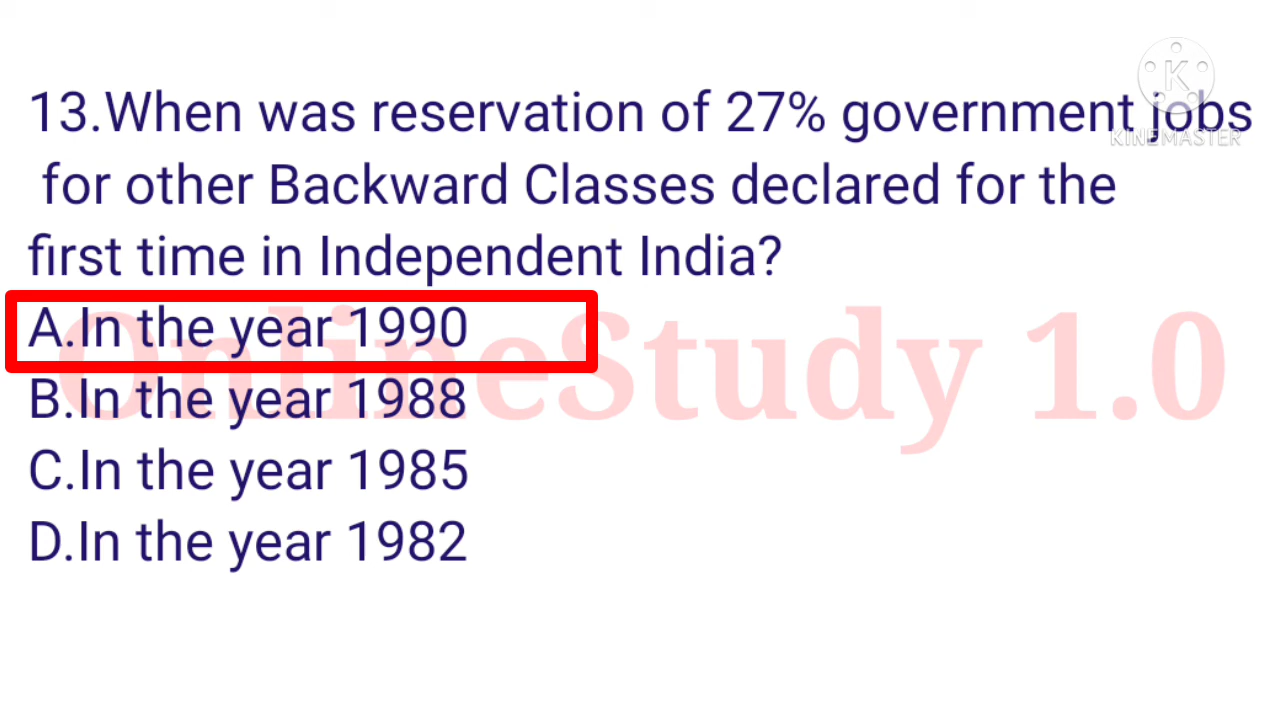 13.When was reservation of 27% government jobs
for other Backward Classes declared for the
first time in Independent India?
A.In the year 1990
B.In the year 1988
C.In the year 1985
D.In the year 1982
OnlineStudy 1.0
K
KINEMASTER